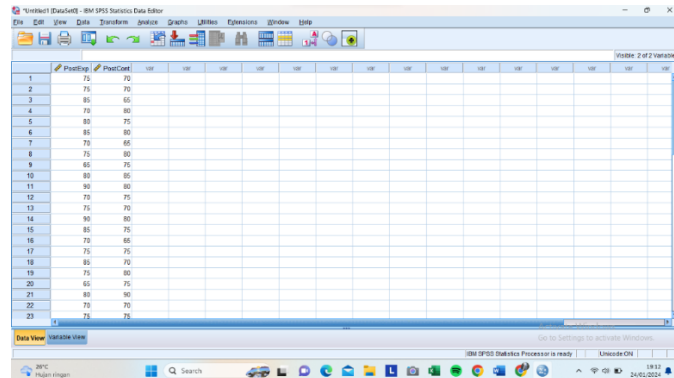 *Untitled1 [DataSet0] - IBM SPSS Statistics Data Editor
File Edit View Data Transform Analyze Graphs Utilities Extensions Window Help
Visible: 2 of 2 Variable
PostExp PostCont var var var var var var var var var var var var var
1 75 70
2 75 70
3 85 65
4 70 80
5 80 75
6 85 80
7 70 65
8 75 80
9 65 75
10 80 85
11 90 80
12 70 75
13 75 70
14 90 80
15 85 75
16 70 65
17 75 75
18 85 70
19 75 80
20 65 75
21 80 90
22 70 70
23 75 75
Data View Variable View
Go to Settings to activate Windows.
IBM SPSS Statistics Processor is ready Unicode:ON
26°C
Hujan ringan
Search
19:12
24/01/2024